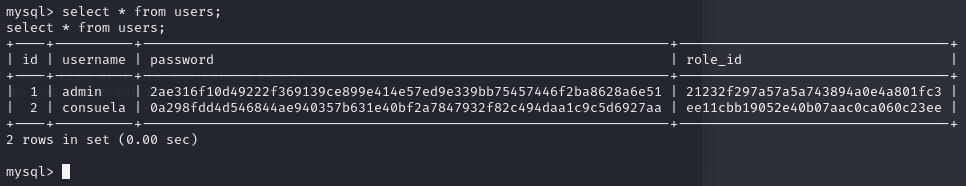 mysql> select * from users;
select * from users;
+----+----------+------------------------------------------------------------------+----------------------------------+
| id | username | password                                                         | role_id                          |
+----+----------+------------------------------------------------------------------+----------------------------------+
|  1 | admin    | 2ae316f10d49222f369139ce899e414e57ed9e339bb75457446f2ba8628a6e51 | 21232f297a57a5a743894a0e4a801fc3 |
|  2 | consuela | 0a298fdd4d546844ae940357b631e40bf2a7847932f82c494daa1c9c5d6927aa | ee11cbb19052e40b07aac0ca060c23ee |
+----+----------+------------------------------------------------------------------+----------------------------------+
2 rows in set (0.00 sec)
mysql>